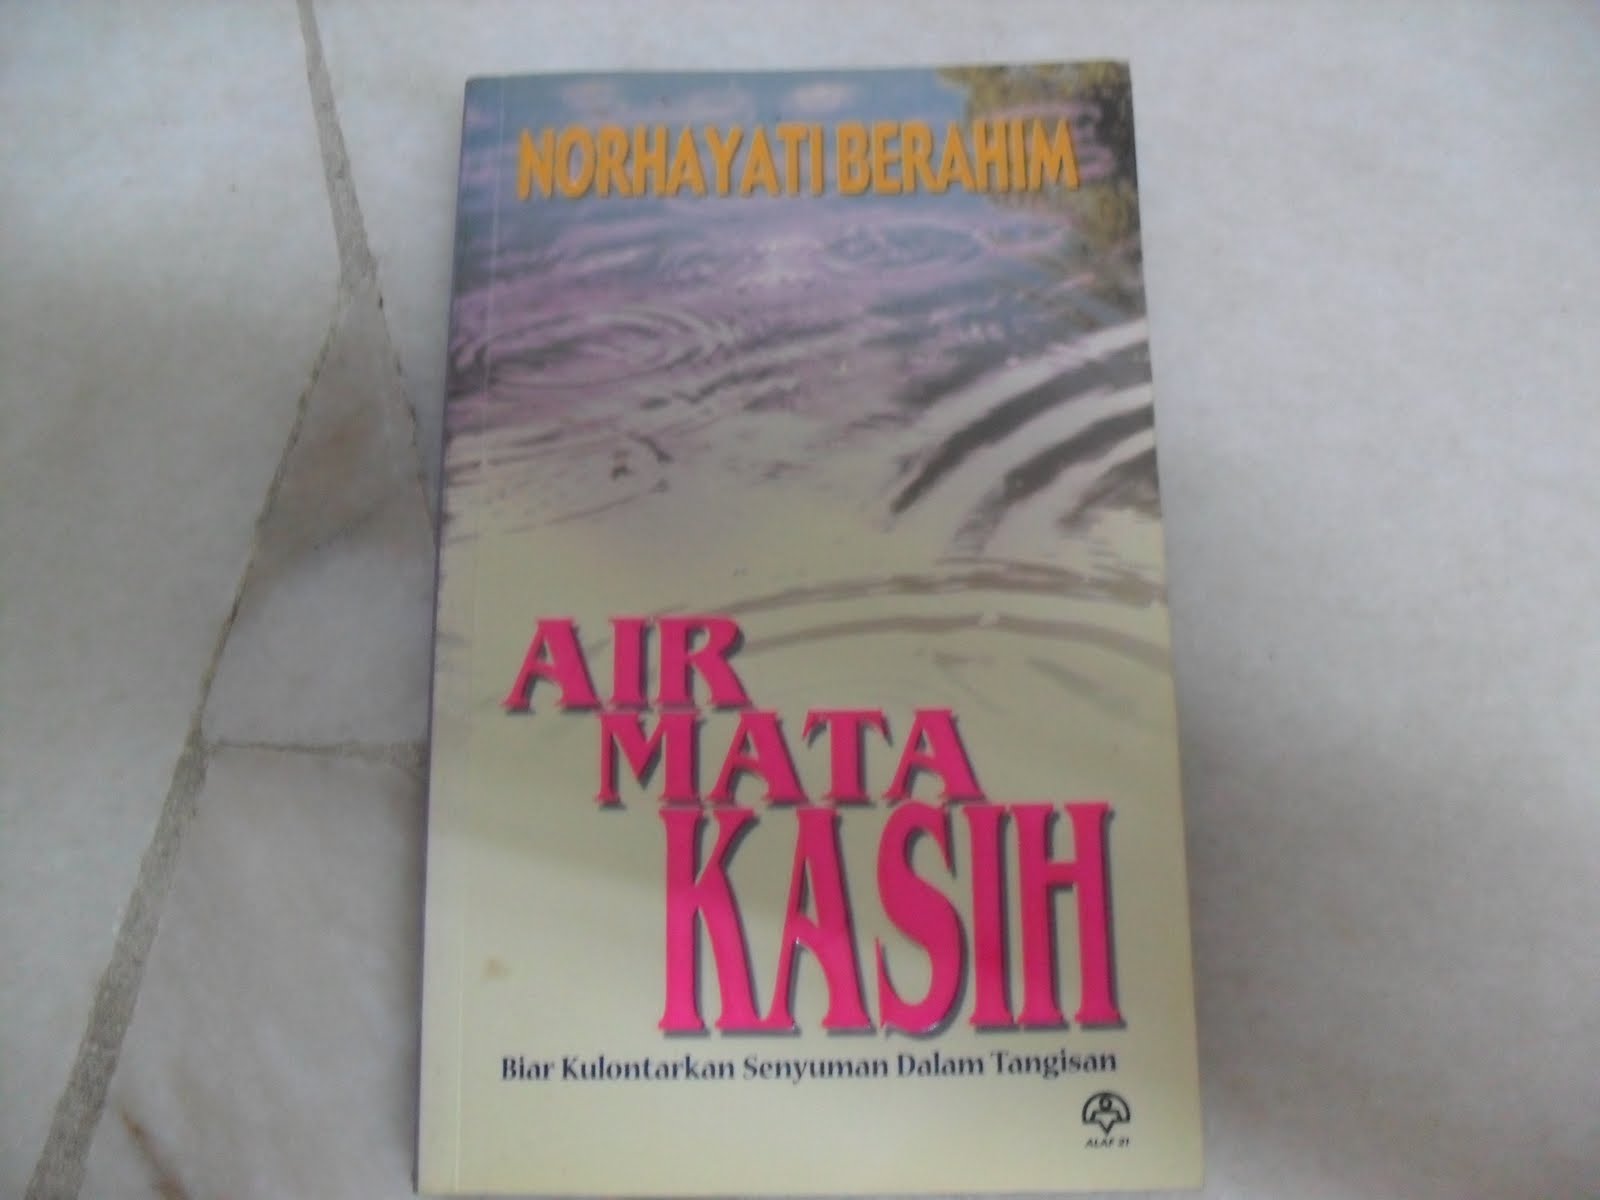 NORHAYATI BERAHIM
AIR
MATA
KASIH
Biar Kulontarkan Senyuman Dalam Tangisan
ALAF 21